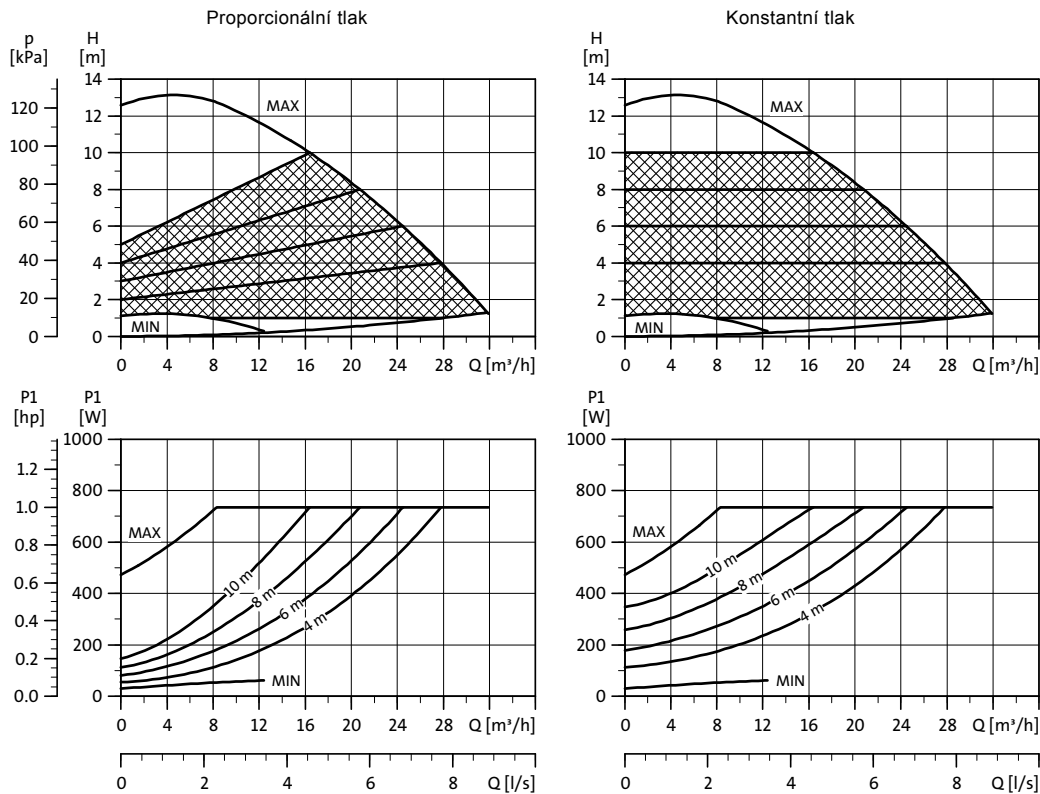 Proporcionální tlak
Konstantní tlak
p
[kPa]
H
[m]
H
[m]
14
12
10
8
6
4
2
0
120
100
80
60
40
20
0
MAX
MIN
0 4 8 12 16 20 24 28 Q [m³/h]
14
12
10
8
6
4
2
0
MAX
MIN
0 4 8 12 16 20 24 28 Q [m³/h]
P1
[hp]
P1
[W]
P1
[W]
1.2
1.0
0.8
0.6
0.4
0.2
0.0
1000
800
600
400
200
0
MAX
10 m
8 m
6 m
4 m
MIN
0 4 8 12 16 20 24 28 Q [m³/h]
0 2 4 6 8 Q [l/s]
1000
800
600
400
200
0
MAX
10 m
8 m
6 m
4 m
MIN
0 4 8 12 16 20 24 28 Q [m³/h]
0 2 4 6 8 Q [l/s]